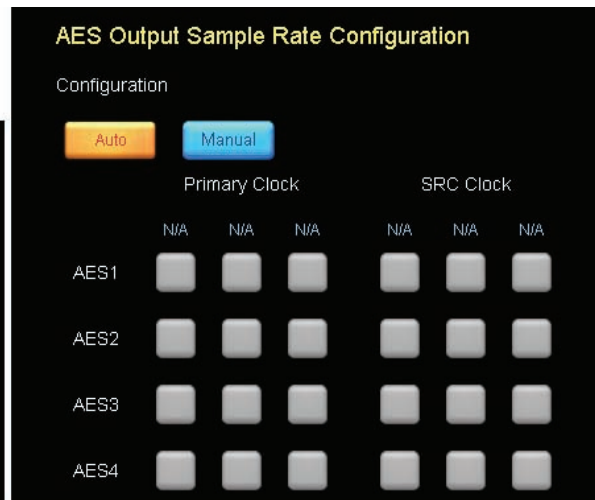 AES Output Sample Rate Configuration
Configuration
Auto Manual
Primary Clock SRC Clock
N/A N/A N/A N/A N/A N/A
AES1
AES2
AES3
AES4